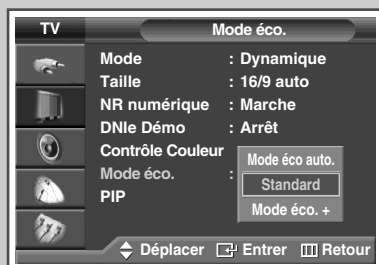 TV
Mode éco.
Mode : Dynamique
Taille : 16/9 auto
NR numérique : Marche
DNIe Démo : Arrêt
Contrôle Couleur
Mode éco. :
PIP
Mode éco auto.
Standard
Mode éco. +
Déplacer Entrer Retour